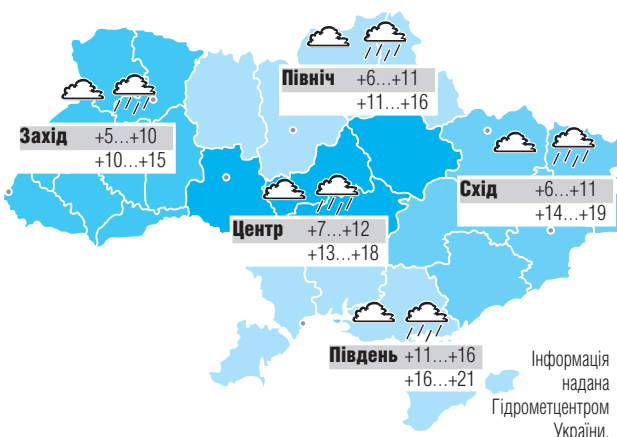 Північ +6...+11
+11...+16
Захід +5...+10
+10...+15
Схід +6...+11
+14...+19
Центр +7...+12
+13...+18
Південь +11...+16
+16...+21
Інформація
надана
Гідрометцентром
України.